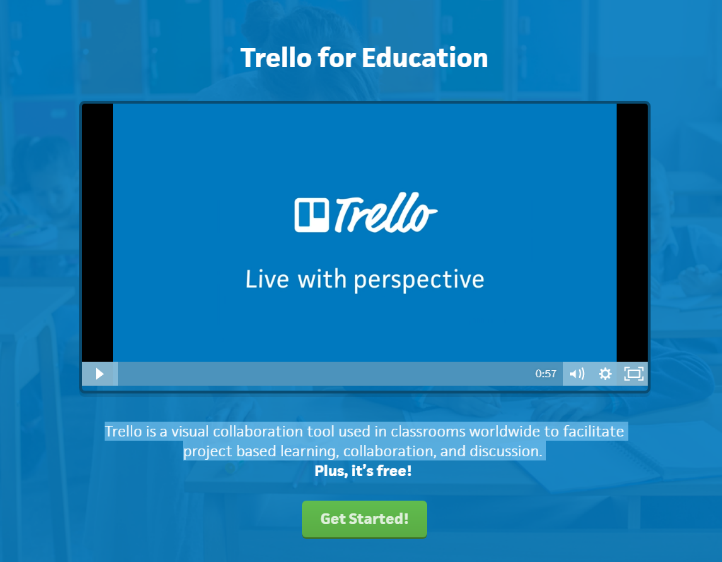 Trello for Education
Trello
Live with perspective
0:57
Trello is a visual collaboration tool used in classrooms worldwide to facilitate
project based learning, collaboration, and discussion.
Plus, it's free!
Get Started!